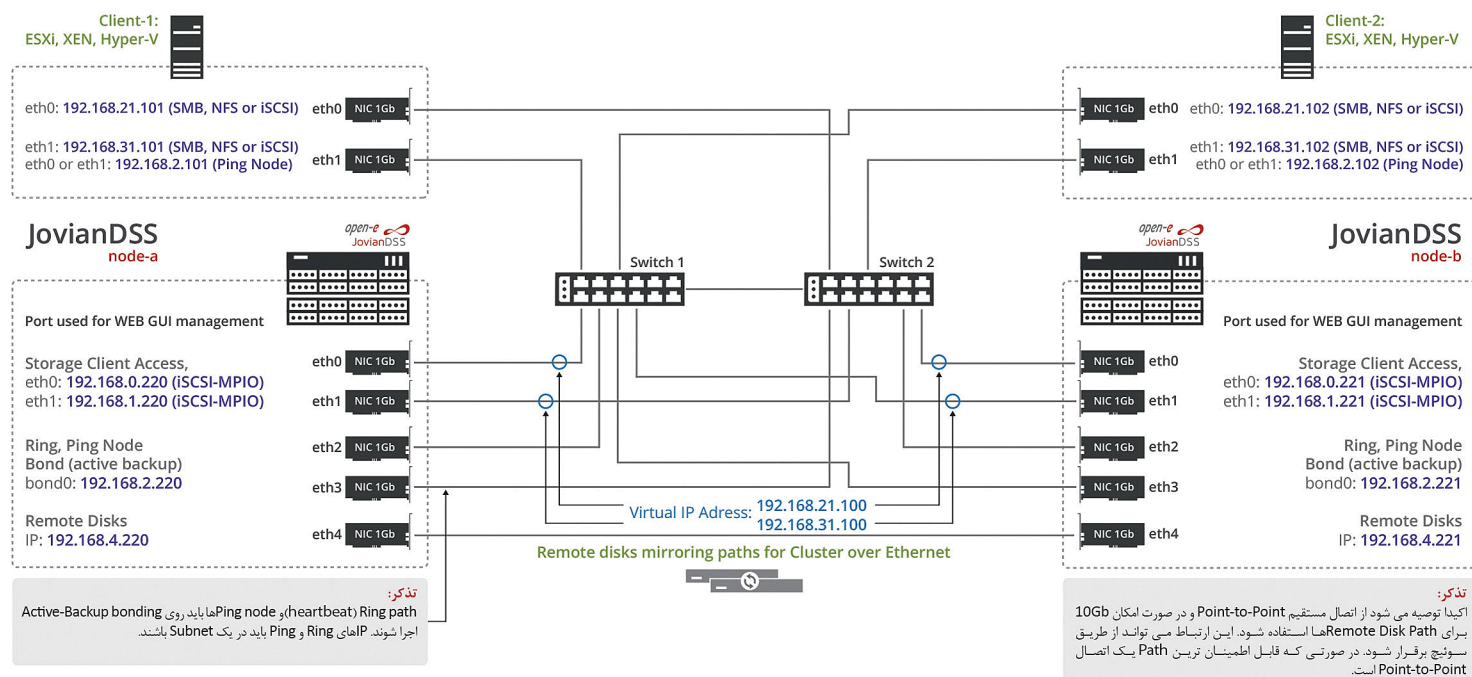 Client-1:
ESXi, XEN, Hyper-V
eth0: 192.168.21.101 (SMB, NFS or iSCSI)
eth0
NIC 1Gb
eth1: 192.168.31.101 (SMB, NFS or iSCSI)
eth0 or eth1: 192.168.2.101 (Ping Node)
eth1
NIC 1Gb
Client-2:
ESXi, XEN, Hyper-V
NIC 1Gb
eth0
eth0: 192.168.21.102 (SMB, NFS or iSCSI)
NIC 1Gb
eth1
eth1: 192.168.31.102 (SMB, NFS or iSCSI)
eth0 or eth1: 192.168.2.102 (Ping Node)
JovianDSS
node-a
open-e
JovianDSS
Port used for WEB GUI management
Storage Client Access,
eth0: 192.168.0.220 (iSCSI-MPIO)
eth1: 192.168.1.220 (iSCSI-MPIO)
Ring, Ping Node
Bond (active backup)
bond0: 192.168.2.220
Remote Disks
IP: 192.168.4.220
eth0
NIC 1Gb
eth1
NIC 1Gb
eth2
NIC 1Gb
eth3
NIC 1Gb
eth4
NIC 1Gb
Switch 1
Switch 2
Virtual IP Adress: 192.168.21.100
192.168.31.100
Remote disks mirroring paths for Cluster over Ethernet
open-e
JovianDSS
JovianDSS
node-b
Port used for WEB GUI management
NIC 1Gb
eth0
NIC 1Gb
eth1
NIC 1Gb
eth2
NIC 1Gb
eth3
NIC 1Gb
eth4
Storage Client Access,
eth0: 192.168.0.221 (iSCSI-MPIO)
eth1: 192.168.1.221 (iSCSI-MPIO)
Ring, Ping Node
Bond (active backup)
bond0: 192.168.2.221
Remote Disks
IP: 192.168.4.221
تذکر:
Ring path (heartbeat)و Ping nodeها باید روی Active-Backup bonding
اجرا شوند. IPهای Ring و Ping باید در یک Subnet باشند.
تذکر:
اکیدا توصیه می شود از اتصال مستقیم Point-to-Point و در صورت امکان 10Gb
برای Remote Disk Pathها استفاده شود. این ارتباط می تواند از طریق
سوئیچ برقرار شود. در صورتی که قابل اطمینان ترین Path یک اتصال
Point-to-Point است.